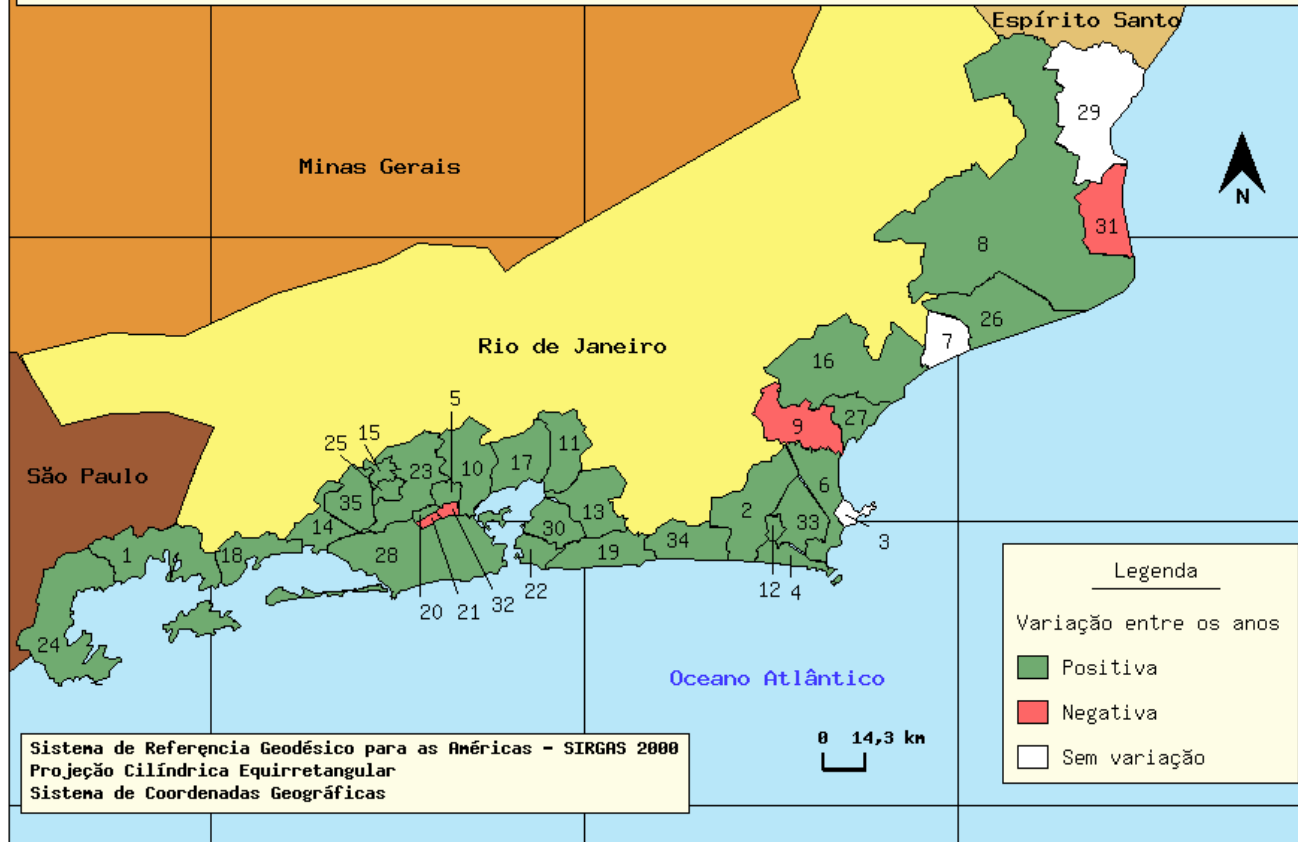 Espírito Santo
29
Minas Gerais
N
31
8
26
Rio de Janeiro
7
16
5
27
15
9
25
11
23
10
17
São Paulo
6
35
13
2
14
30
33
1
18
28
19
34
3
12
4
22
20
21
32
24
Oceano Atlântico
Legenda
Variação entre os anos
Positiva
Negativa
Sem variação
0 14,3 km
Sistema de Referençia Geodésico para as Américas - SIRGAS 2000
Projeção Cilíndrica Equirretangular
Sistema de Coordenadas Geográficas